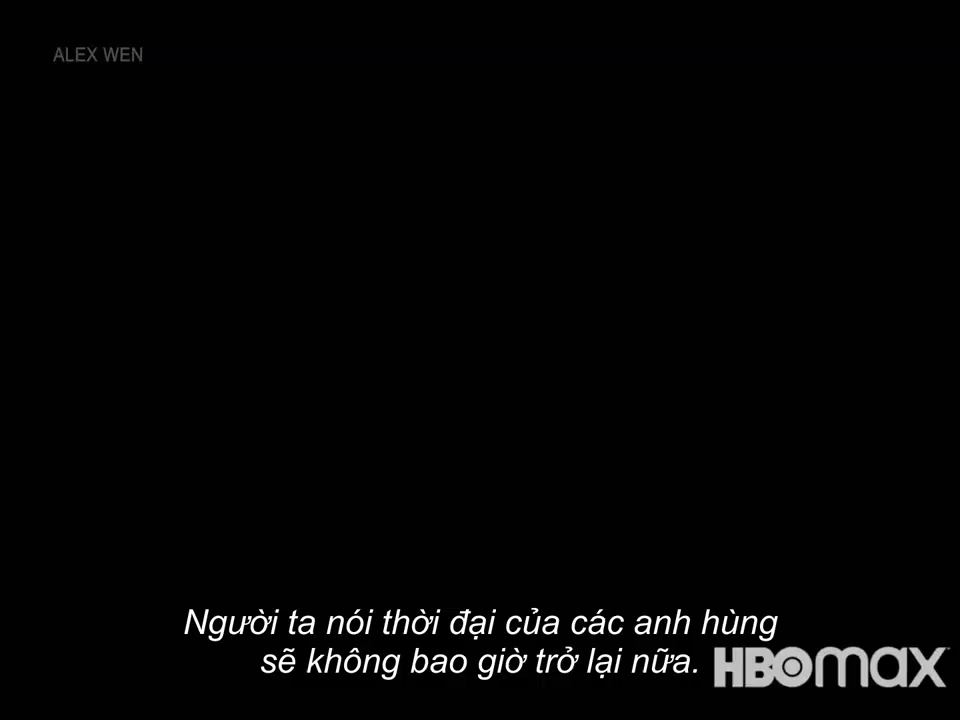 ALEX WEN
Người ta nói thời đại của các anh hùng
sẽ không bao giờ trở lại nữa.
HBOmax